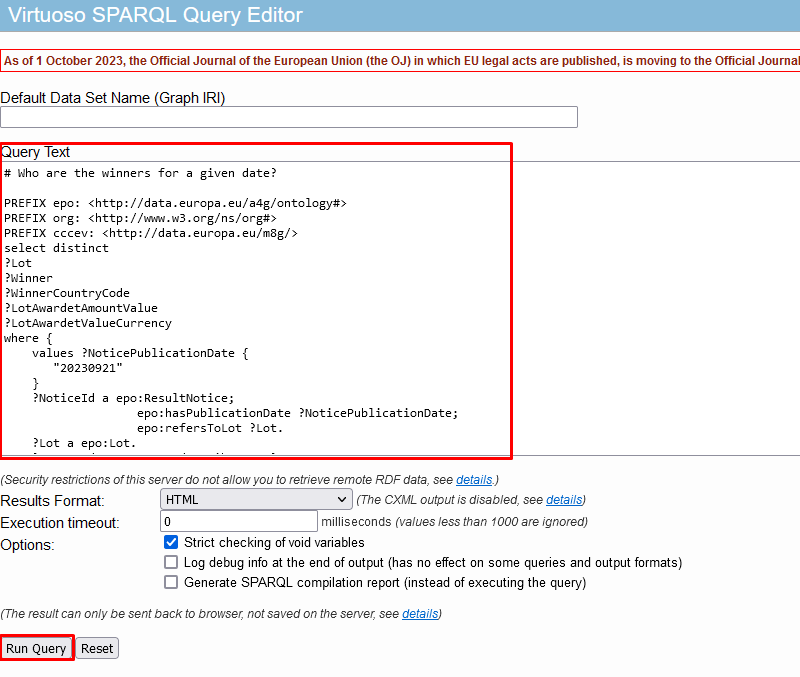 Virtuoso SPARQL Query Editor
As of 1 October 2023, the Official Journal of the European Union (the OJ) in which EU legal acts are published, is moving to the Official Journal
Default Data Set Name (Graph IRI)
Query Text
# Who are the winners for a given date?
PREFIX epo: <http://data.europa.eu/a4g/ontology#>
PREFIX org: <http://www.w3.org/ns/org#>
PREFIX cccev: <http://data.europa.eu/m8g/>
select distinct
?Lot
?Winner
?WinnerCountryCode
?LotAwardetAmountValue
?LotAwardetValueCurrency
where {
values ?NoticePublicationDate {
"20230921"
}
?NoticeId a epo:ResultNotice;
epo:hasPublicationDate ?NoticePublicationDate;
epo:refersToLot ?Lot.
?Lot a epo:Lot.
(Security restrictions of this server do not allow you to retrieve remote RDF data, see details.)
Results Format: HTML (The CXML output is disabled, see details)
Execution timeout: 0 milliseconds (values less than 1000 are ignored)
Options: Strict checking of void variables
Log debug info at the end of output (has no effect on some queries and output formats)
Generate SPARQL compilation report (instead of executing the query)
(The result can only be sent back to browser, not saved on the server, see details)
Run Query Reset